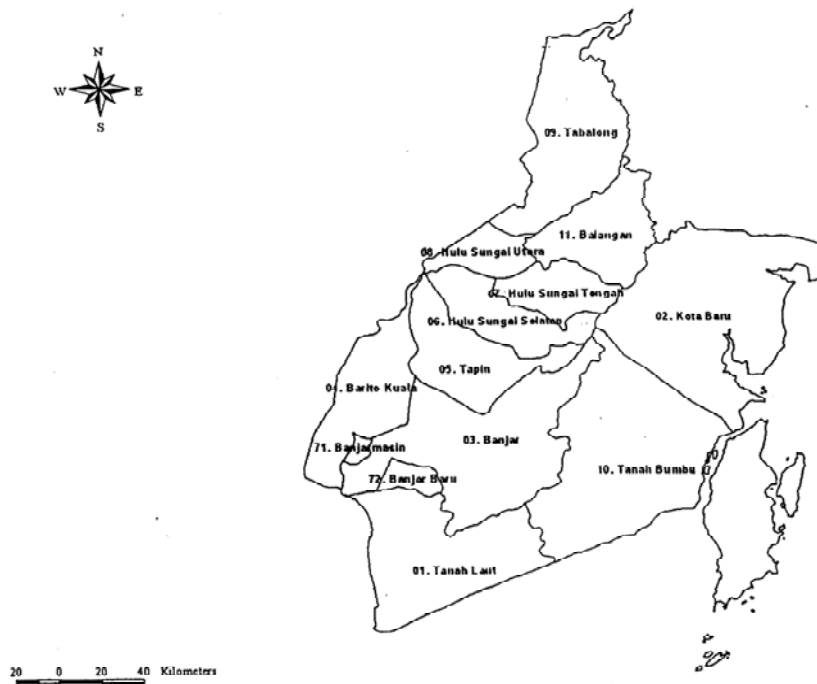 N
W E
S
09. Tabalong
11. Balangan
08. Hulu Sungai Utara
07. Hulu Sungai Tengah
02. Kota Baru
06. Hulu Sungai Selatan
05. Tapin
04. Barito Kuala
03. Banjar
71. Banjarmasin
10. Tanah Bumbu
72. Banjar Baru
01. Tanah Laut
20 0 20 40 Kilometers